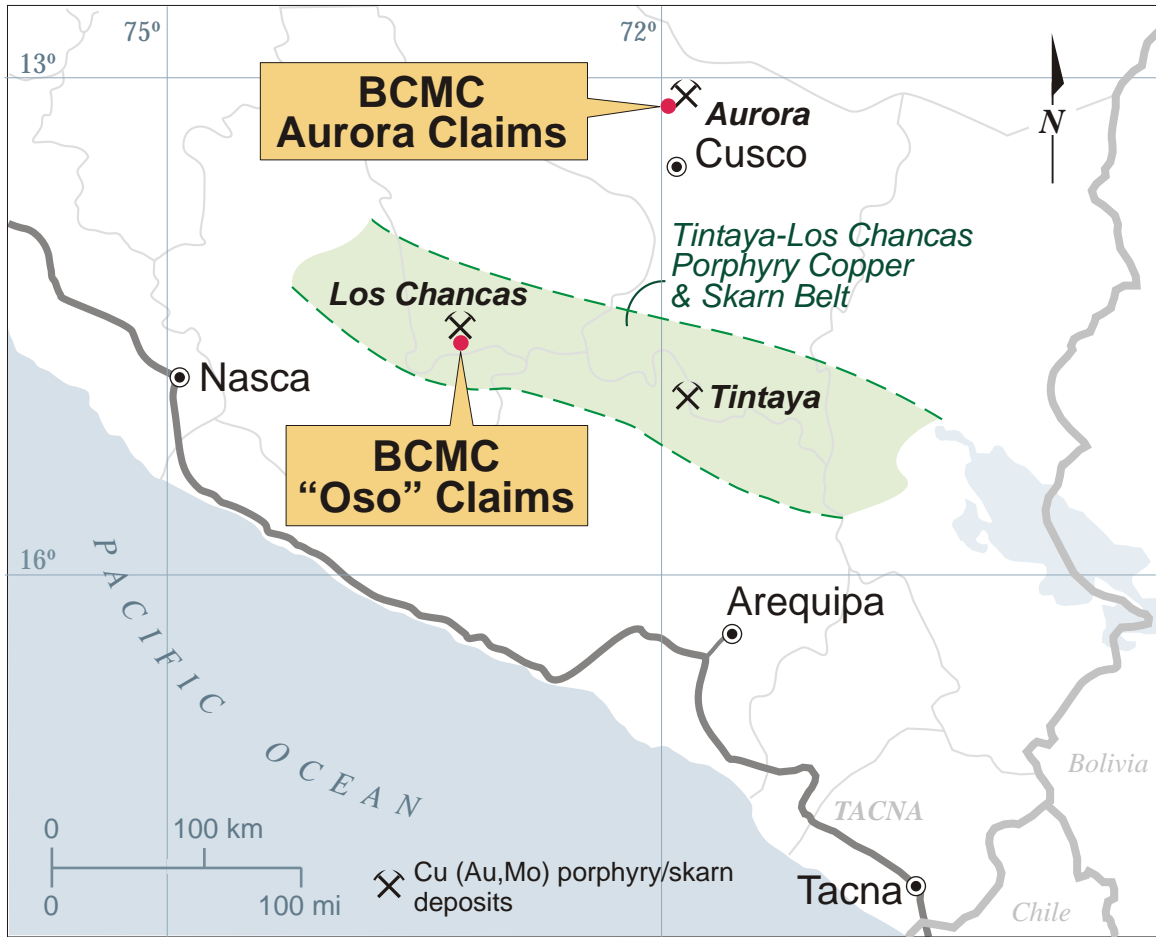 75º
72º
13º
BCMC
Aurora Claims
Aurora
N
Cusco
Tintaya-Los Chancas
Porphyry Copper
& Skarn Belt
Los Chancas
Nasca
Tintaya
BCMC
“Oso” Claims
16º
PACIFIC OCEAN
Arequipa
Bolivia
TACNA
0 100 km
0 100 mi
Cu (Au,Mo) porphyry/skarn
deposits
Tacna
Chile